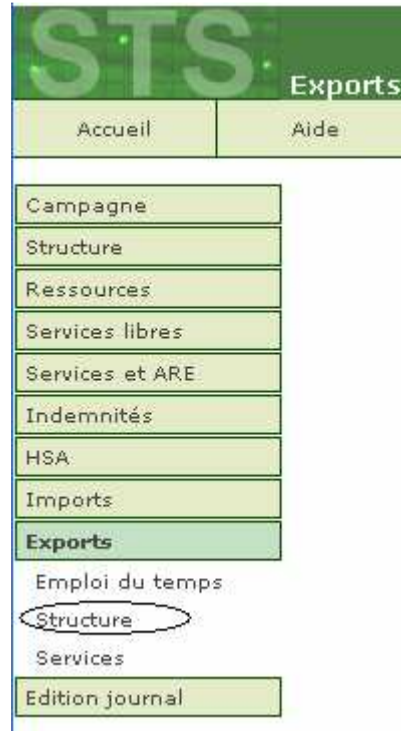 STS Exports
Accueil Aide
Campagne
Structure
Ressources
Services libres
Services et ARE
Indemnités
HSA
Imports
Exports
Emploi du temps
Structure
Services
Edition journal